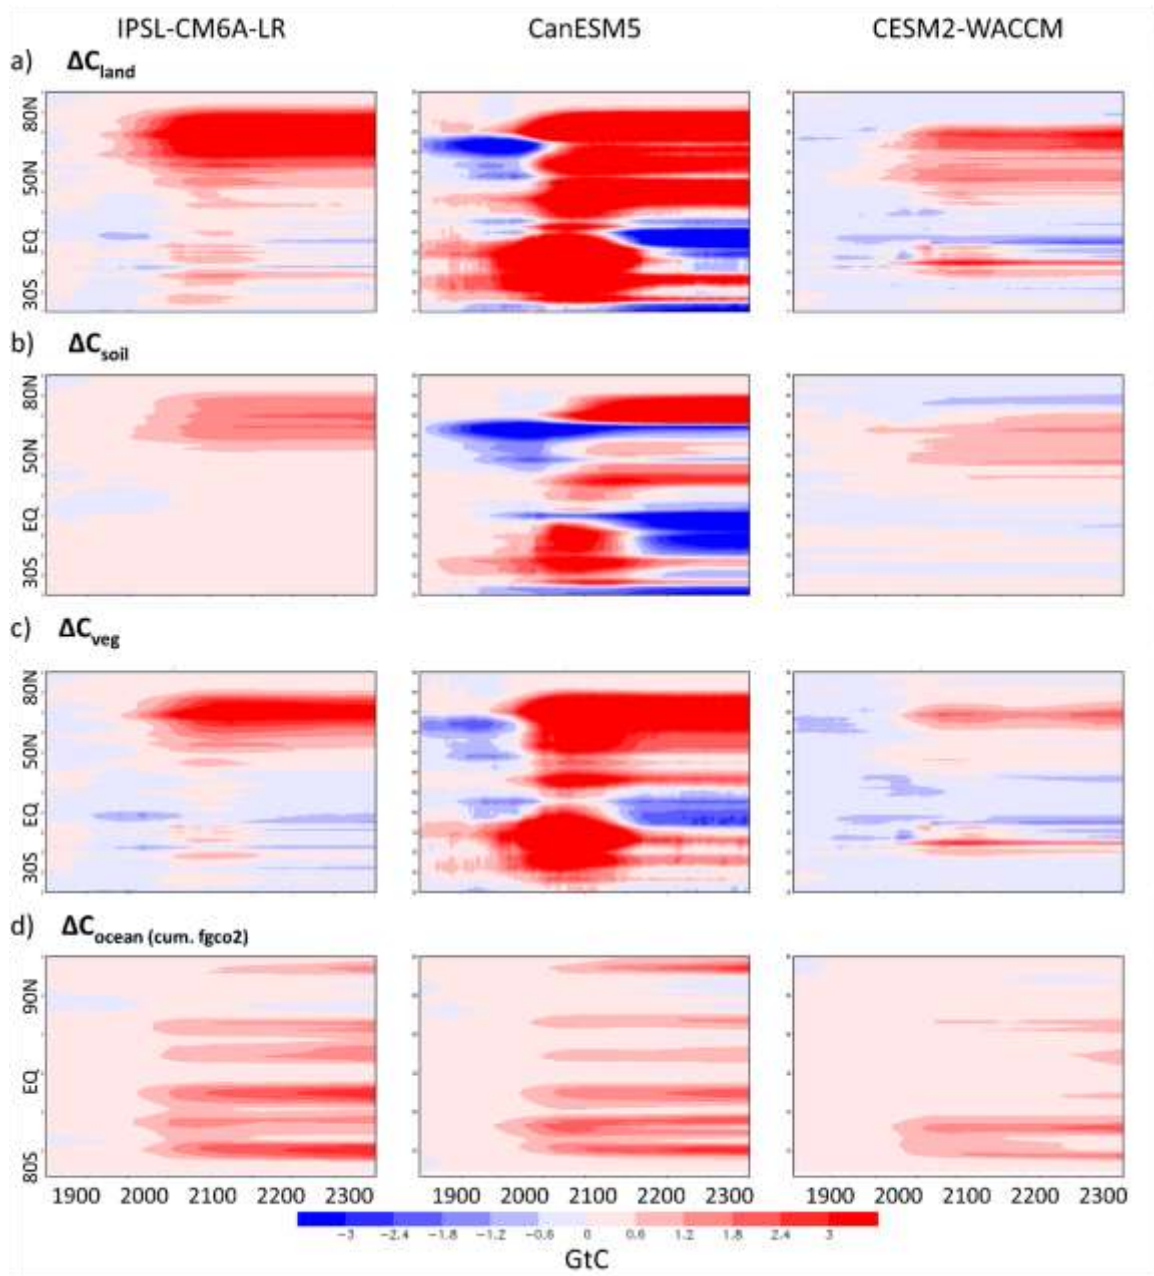 IPSL-CM6A-LR CanESM5 CESM2-WACCM
a) ΔCland
80N
50N
EQ
30S
b) ΔCsoil
80N
50N
EQ
30S
c) ΔCveg
80N
50N
EQ
30S
d) ΔCocean (cum. fgco2)
90N
EQ
80S
1900 2000 2100 2200 2300 1900 2000 2100 2200 2300 1900 2000 2100 2200 2300
−3 −2.4 −1.8 −1.2 −0.6 0 0.6 1.2 1.8 2.4 3
GtC